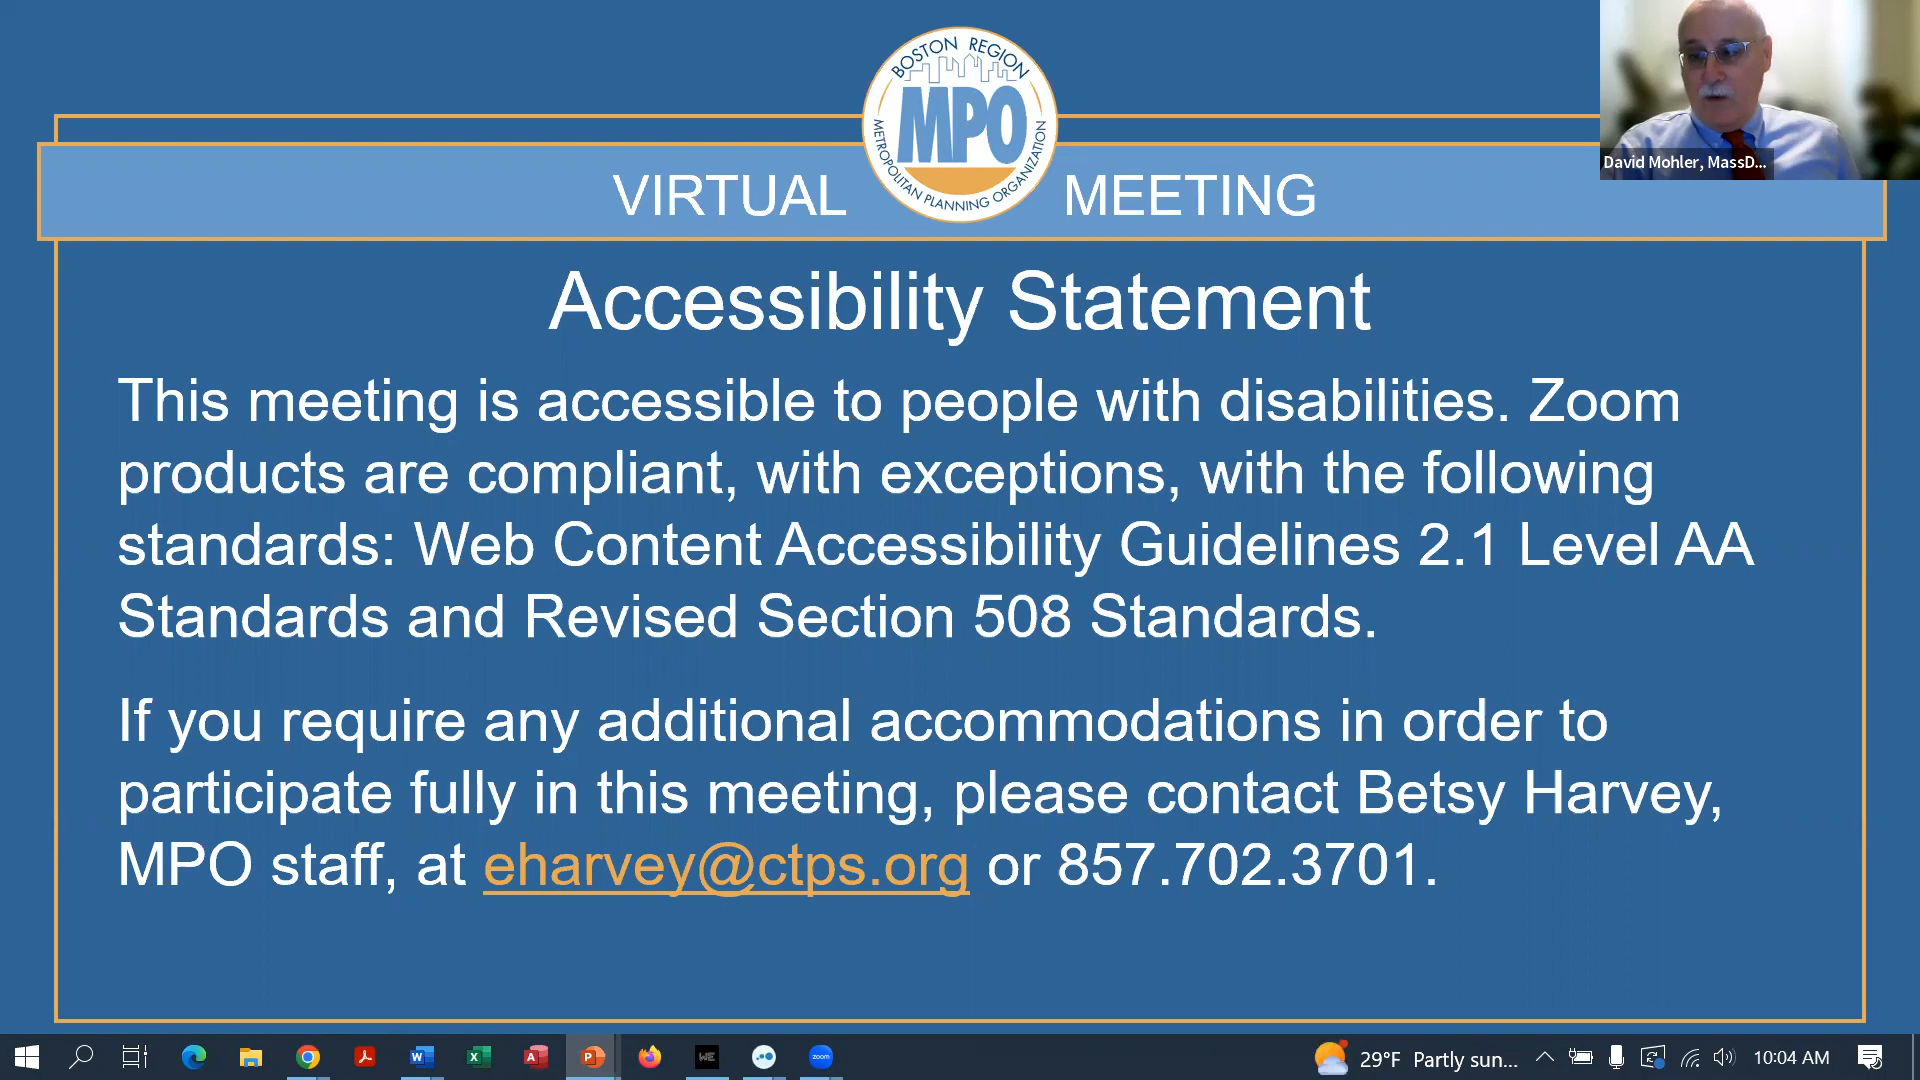 BOSTON REGION
MPO
METROPOLITAN PLANNING ORGANIZATION
VIRTUAL MEETING
David Mohler, MassD...
Accessibility Statement
This meeting is accessible to people with disabilities. Zoom
products are compliant, with exceptions, with the following
standards: Web Content Accessibility Guidelines 2.1 Level AA
Standards and Revised Section 508 Standards.
If you require any additional accommodations in order to
participate fully in this meeting, please contact Betsy Harvey,
MPO staff, at eharvey@ctps.org or 857.702.3701.
W
X
A
P
WE
zoom
29°F Partly sun...
10:04 AM